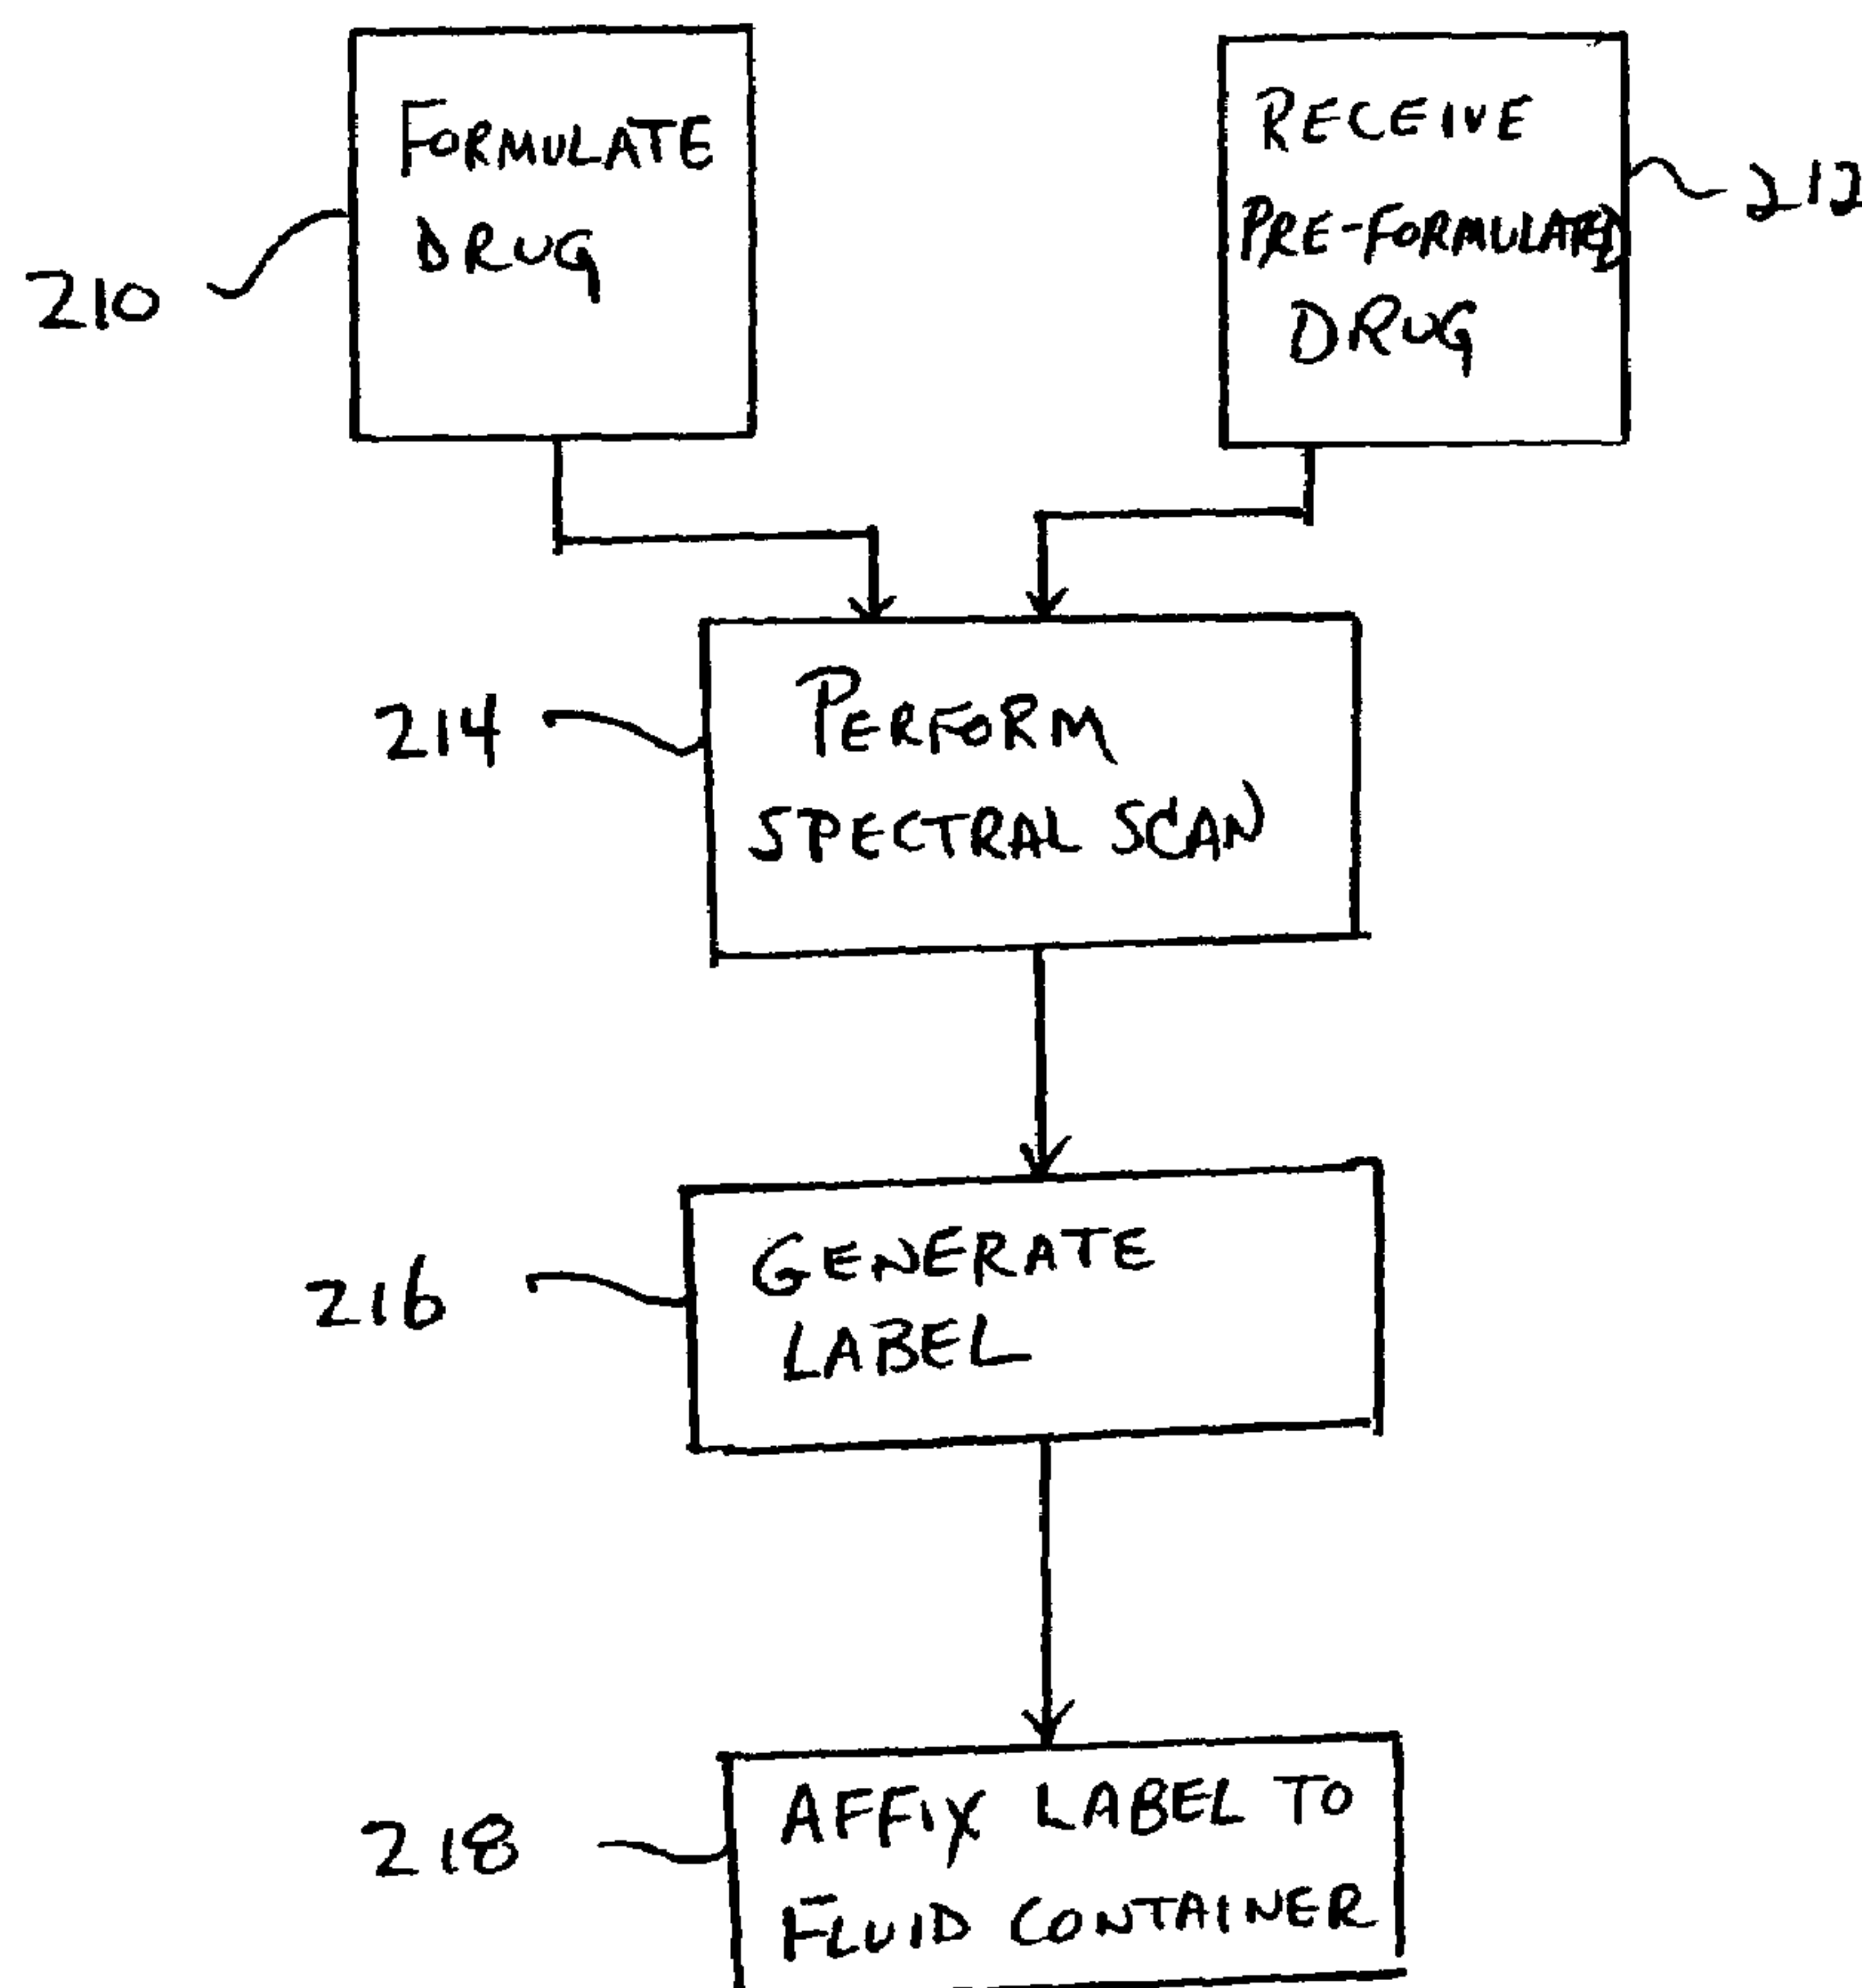 FORMULATE
DRUG
210
RECEIVE
PRE-FORMULATED
DRUG
212
PERFORM
SPECTRAL SCAN
214
GENERATE
LABEL
216
AFFIX LABEL TO
FLUID CONTAINER
218